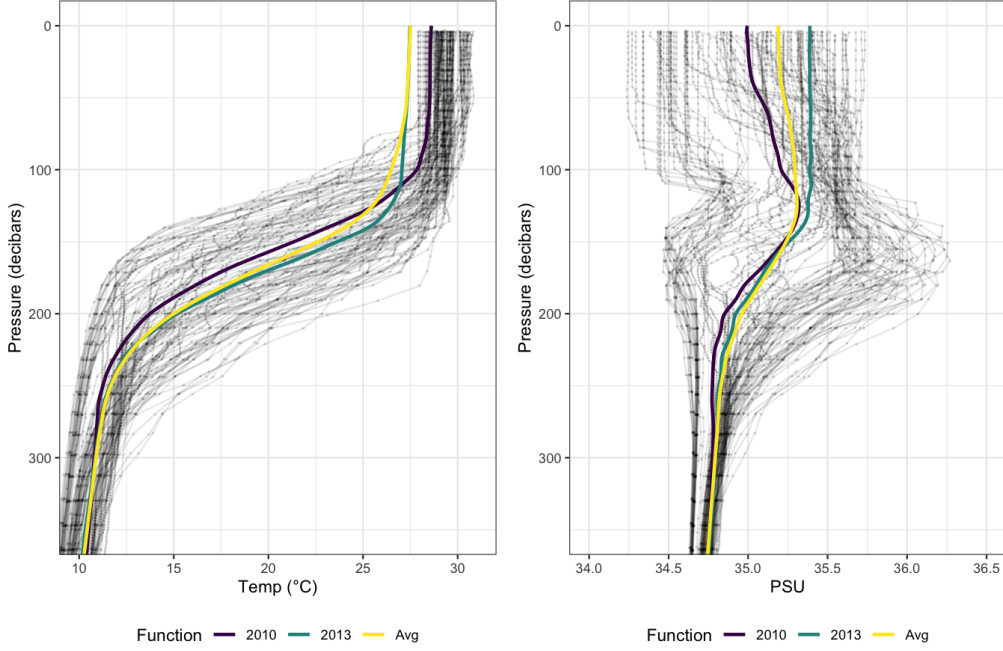 0
100
200
300
Pressure (decibars)
10 15 20 25 30
Temp (°C)
Function 2010 2013 Avg
0
100
200
300
Pressure (decibars)
34.0 34.5 35.0 35.5 36.0 36.5
PSU
Function 2010 2013 Avg